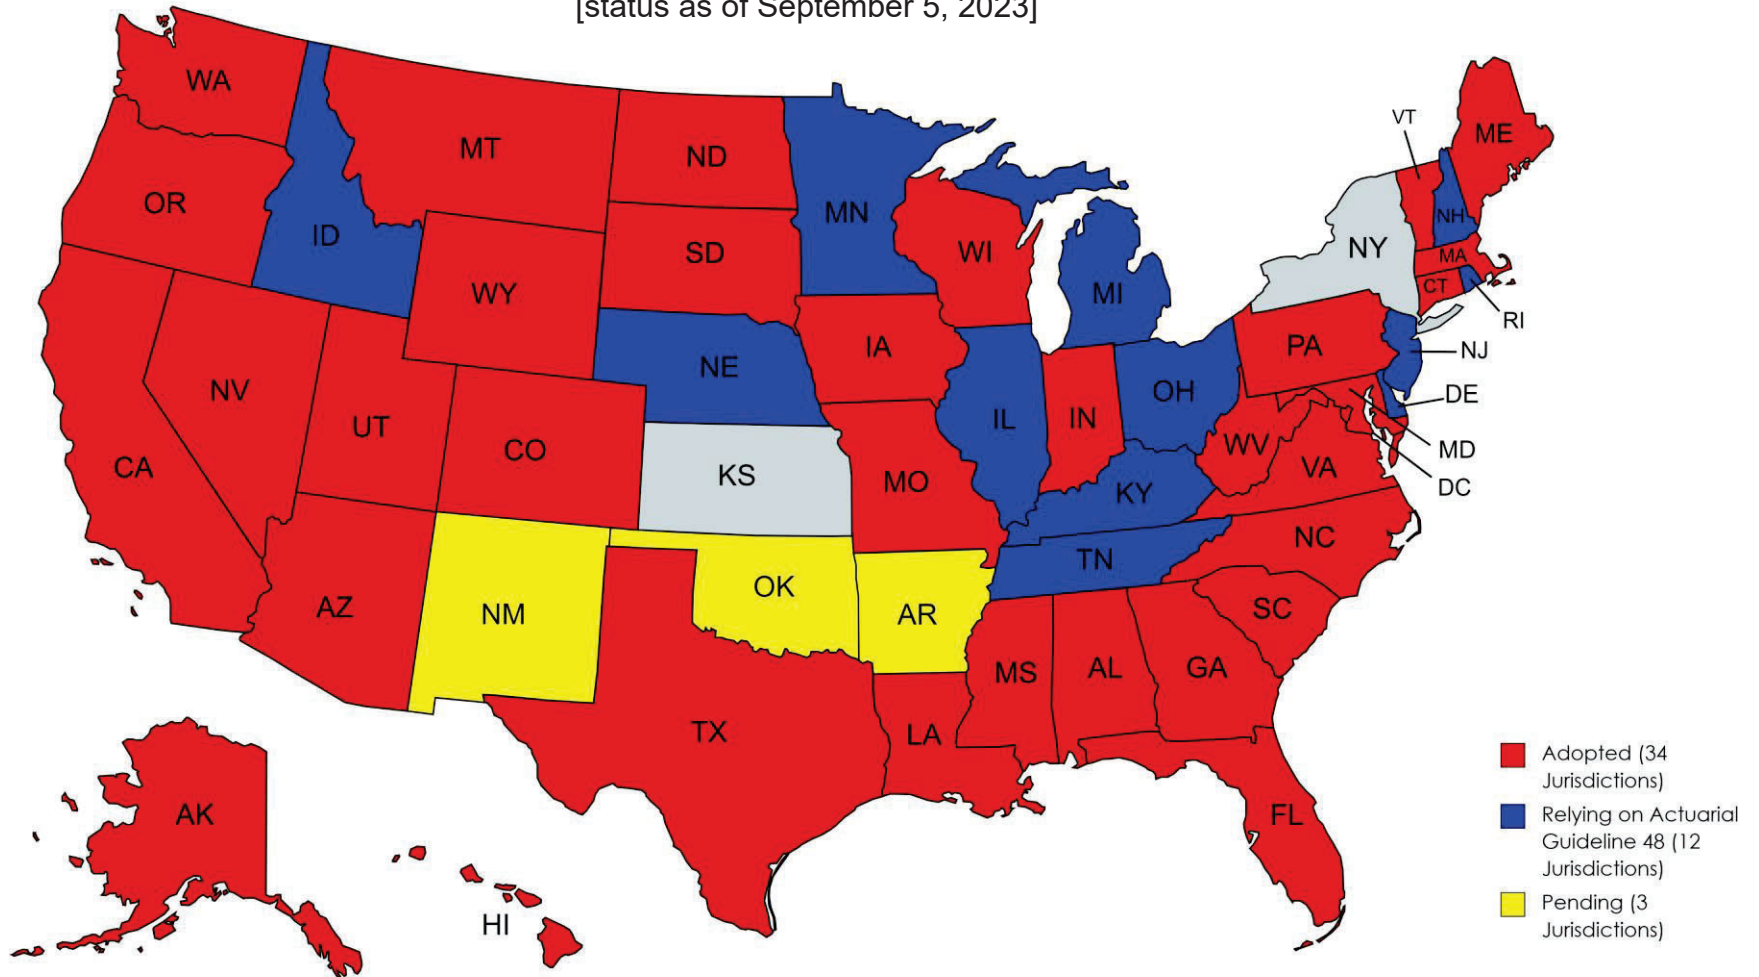 [status as of September 5, 2023]
WA
MT
ND
MN
OR
ID
SD
WI
WY
MI
VT
ME
NH
NY
MA
CT
RI
NV
UT
NE
IA
PA
NJ
OH
DE
CA
CO
KS
MO
IL
IN
WV
VA
MD
DC
KY
AZ
NM
OK
AR
TN
NC
SC
MS
AL
GA
TX
LA
FL
AK
HI
Adopted (34
Jurisdictions)
Relying on Actuarial
Guideline 48 (12
Jurisdictions)
Pending (3
Jurisdictions)